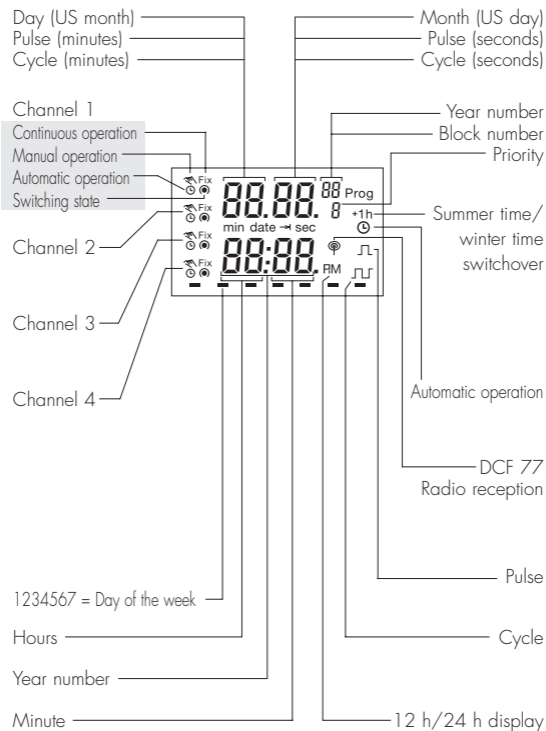 Day (US month)
Pulse (minutes)
Cycle (minutes)
Month (US day)
Pulse (seconds)
Cycle (seconds)
Channel 1
Continuous operation
Manual operation
Automatic operation
Switching state
Year number
Block number
Priority
Fix
88.88. 88 Prog
8
+1h
min date sec
Fix
Fix
88:88. PM
Fix
Channel 2
Channel 3
Channel 4
Summer time/
winter time
switchover
Automatic operation
DCF 77
Radio reception
Pulse
1234567 = Day of the week
Hours
Cycle
Year number
Minute
12 h/24 h display